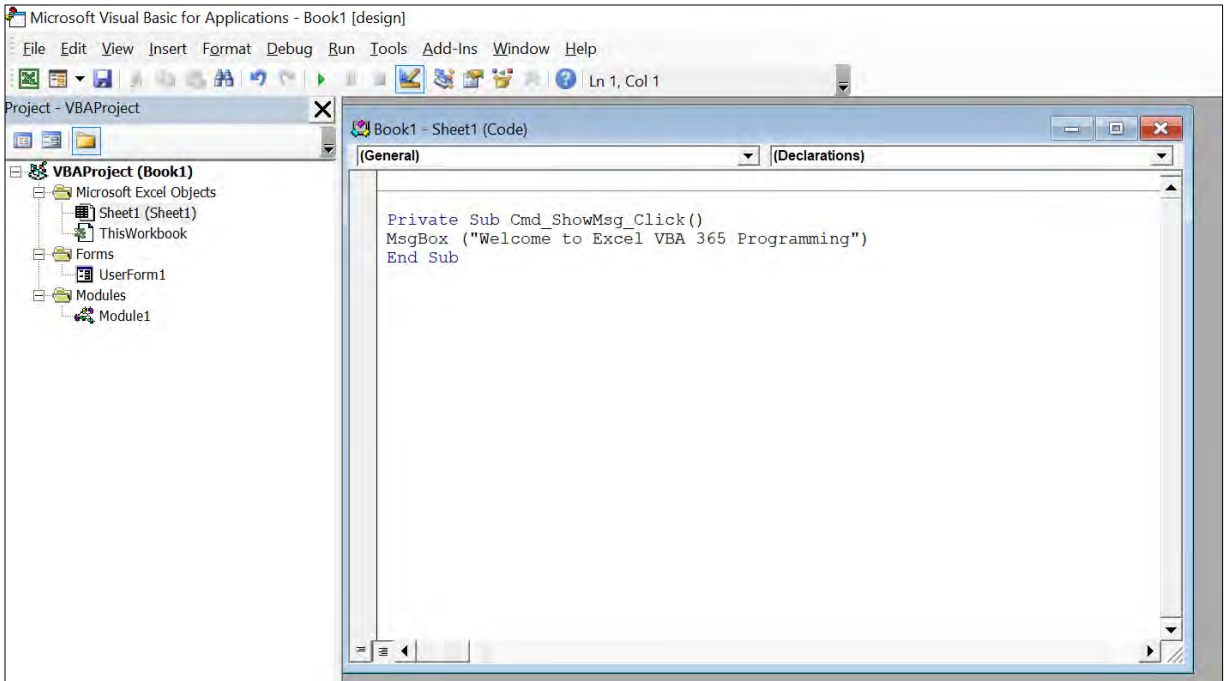 Microsoft Visual Basic for Applications - Book1 [design]
File Edit View Insert Format Debug Run Tools Add-Ins Window Help
Ln 1, Col 1
Project - VBAProject
VBAProject (Book1)
Microsoft Excel Objects
Sheet1 (Sheet1)
ThisWorkbook
Forms
UserForm1
Modules
Module1
Book1 - Sheet1 (Code)
(General) (Declarations)
Private Sub Cmd_ShowMsg_Click()
MsgBox ("Welcome to Excel VBA 365 Programming")
End Sub